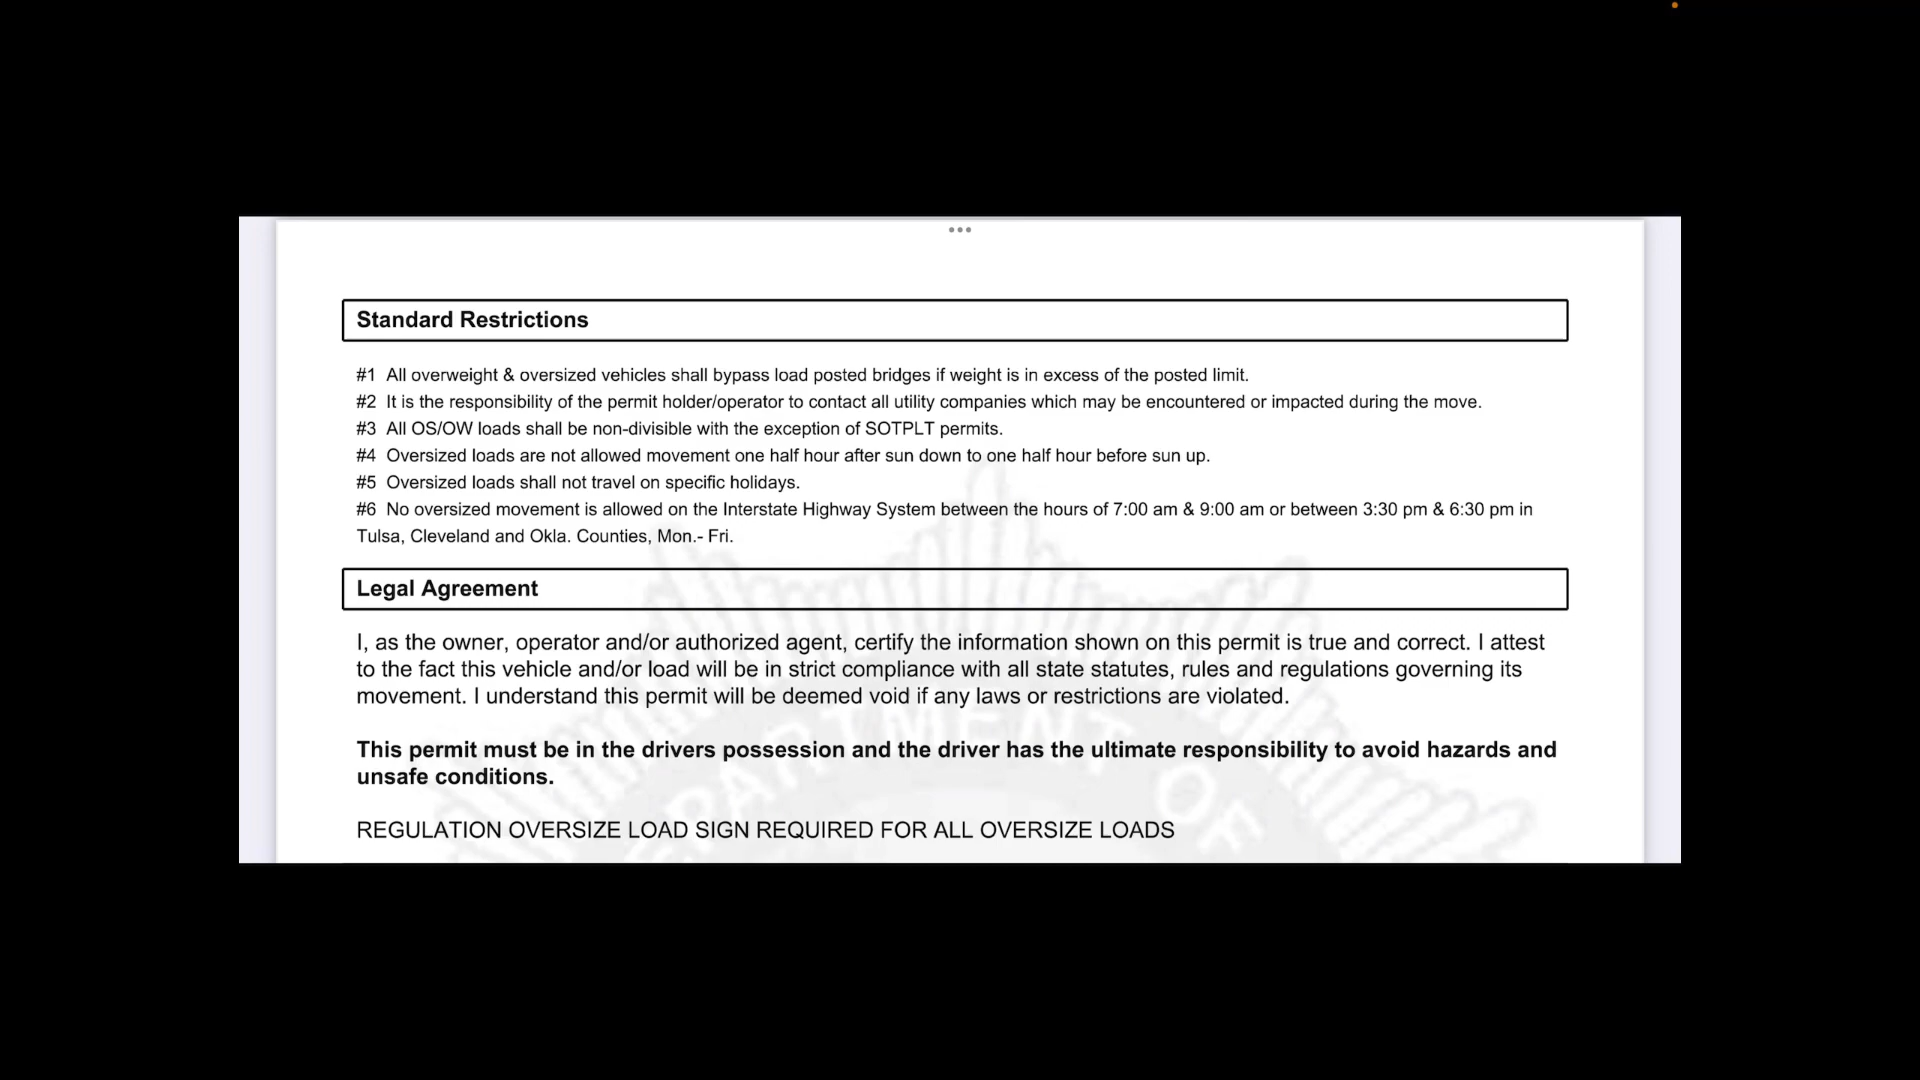 Standard Restrictions
#1 All overweight & oversized vehicles shall bypass load posted bridges if weight is in excess of the posted limit.
#2 It is the responsibility of the permit holder/operator to contact all utility companies which may be encountered or impacted during the move.
#3 All OS/OW loads shall be non-divisible with the exception of SOTPLT permits.
#4 Oversized loads are not allowed movement one half hour after sun down to one half hour before sun up.
#5 Oversized loads shall not travel on specific holidays.
#6 No oversized movement is allowed on the Interstate Highway System between the hours of 7:00 am & 9:00 am or between 3:30 pm & 6:30 pm in
Tulsa, Cleveland and Okla. Counties, Mon.- Fri.
Legal Agreement
I, as the owner, operator and/or authorized agent, certify the information shown on this permit is true and correct. I attest
to the fact this vehicle and/or load will be in strict compliance with all state statutes, rules and regulations governing its
movement. I understand this permit will be deemed void if any laws or restrictions are violated.
This permit must be in the drivers possession and the driver has the ultimate responsibility to avoid hazards and
unsafe conditions.
REGULATION OVERSIZE LOAD SIGN REQUIRED FOR ALL OVERSIZE LOADS
DEPARTMENT OF